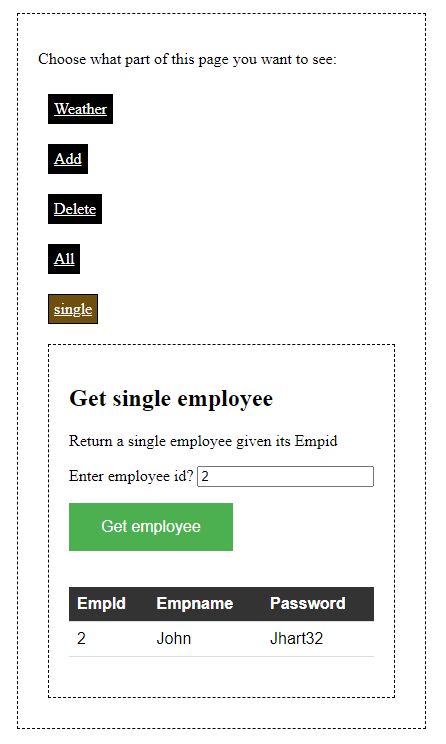 Choose what part of this page you want to see:
Weather
Add
Delete
All
single
Get single employee
Return a single employee given its Empid
Enter employee id? 2
Get employee
EmpId Empname Password
2 John Jhart32